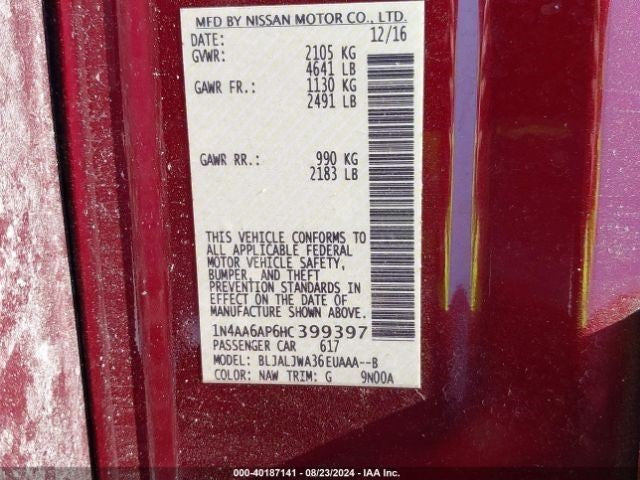 MFD BY NISSAN MOTOR CO., LTD.
DATE: 12/16
GVWR: 2105 KG
4641 LB
GAWR FR.: 1130 KG
2491 LB
GAWR RR.: 990 KG
2183 LB
THIS VEHICLE CONFORMS TO
ALL APPLICABLE FEDERAL
MOTOR VEHICLE SAFETY,
BUMPER, AND THEFT
PREVENTION STANDARDS IN
EFFECT ON THE DATE OF
MANUFACTURE SHOWN ABOVE.
1N4AA6AP6HC399397
PASSENGER CAR 617
MODEL: BLJALJWA36EUAAA--B
COLOR: NAW TRIM: G 9N00A
000-40187141 - 08/23/2024 - IAA Inc.